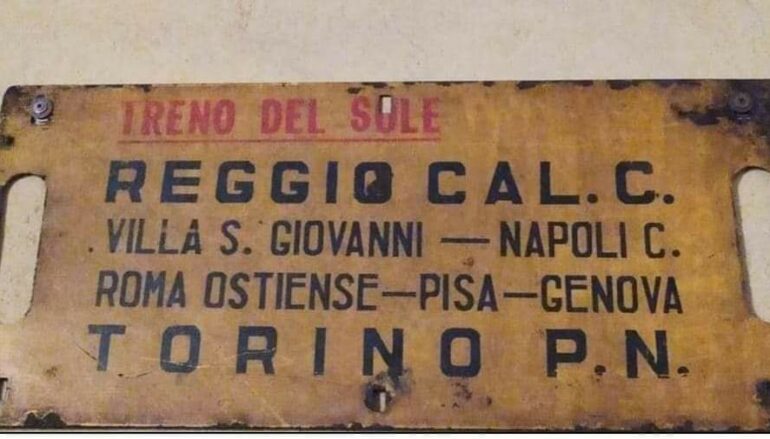 TRENO DEL SOLE
REGGIO CAL. C.
VILLA S. GIOVANNI — NAPOLI C.
ROMA OSTIENSE — PISA — GENOVA
TORINO P.N.